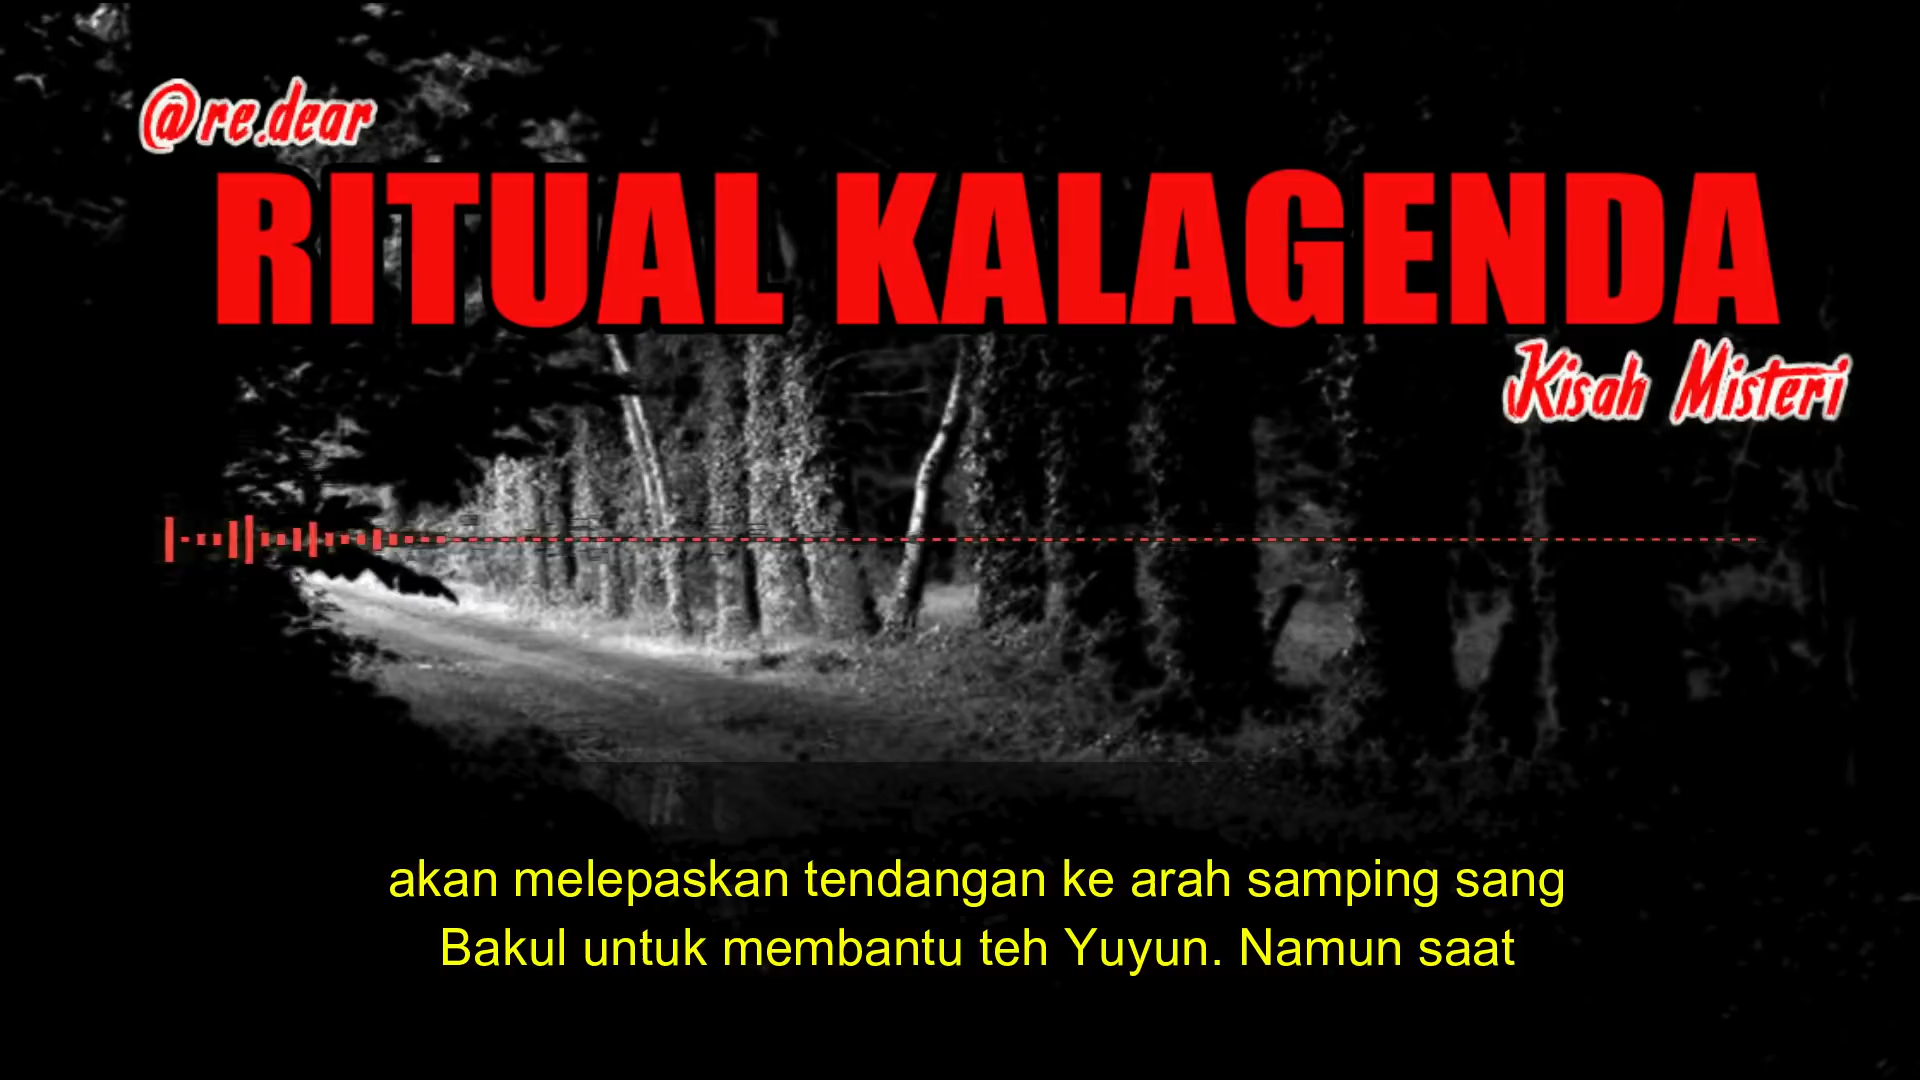 @re.dear
RITUAL KALAGENDA
Kisah Misteri
akan melepaskan tendangan ke arah samping sang
Bakul untuk membantu teh Yuyun. Namun saat